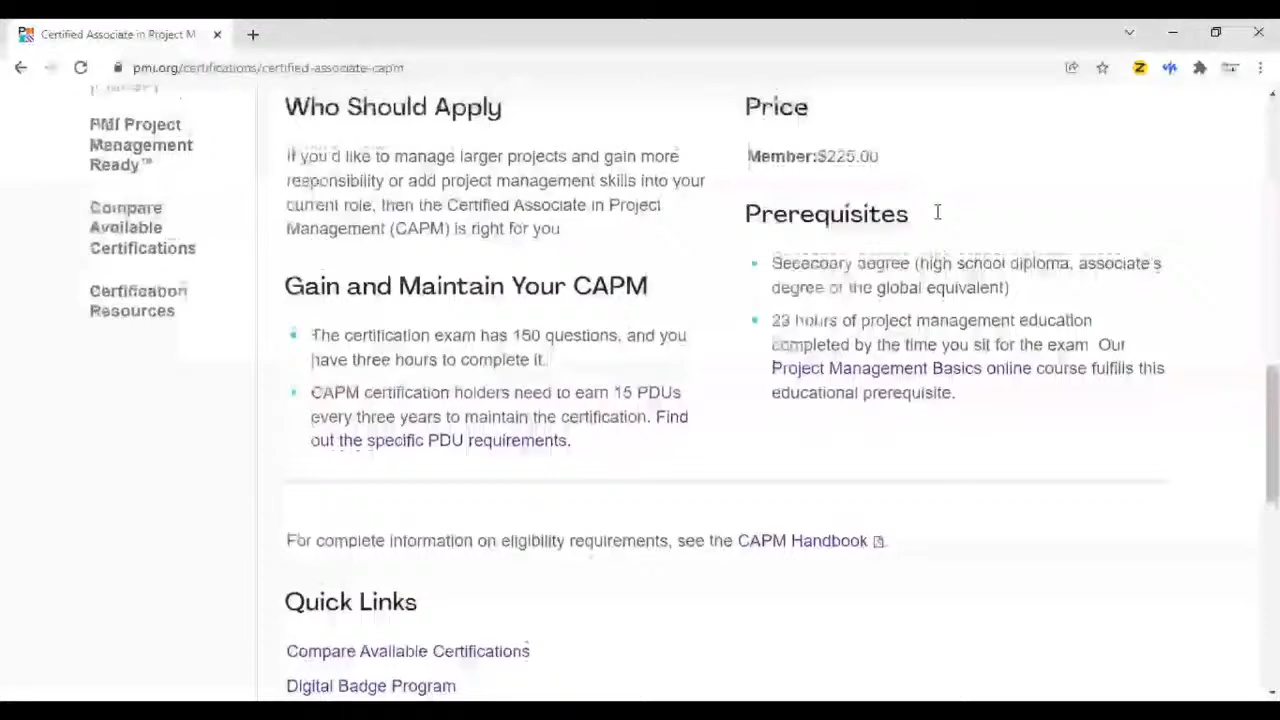 Certified Associate in Project M
pmi.org/certifications/certified-associate-capm
PMI Project
Management
Ready™
Compare
Available
Certifications
Certification
Resources
Who Should Apply
If you'd like to manage larger projects and gain more
responsibility or add project management skills into your
current role, then the Certified Associate in Project
Management (CAPM) is right for you
Gain and Maintain Your CAPM
The certification exam has 150 questions, and you
have three hours to complete it.
CAPM certification holders need to earn 15 PDUs
every three years to maintain the certification. Find
out the specific PDU requirements.
Price
Member:$225.00
Prerequisites
Secondary degree (high school diploma, associate's
degree or the global equivalent)
23 hours of project management education
completed by the time you sit for the exam. Our
Project Management Basics online course fulfills this
educational prerequisite.
For complete information on eligibility requirements, see the CAPM Handbook
Quick Links
Compare Available Certifications
Digital Badge Program